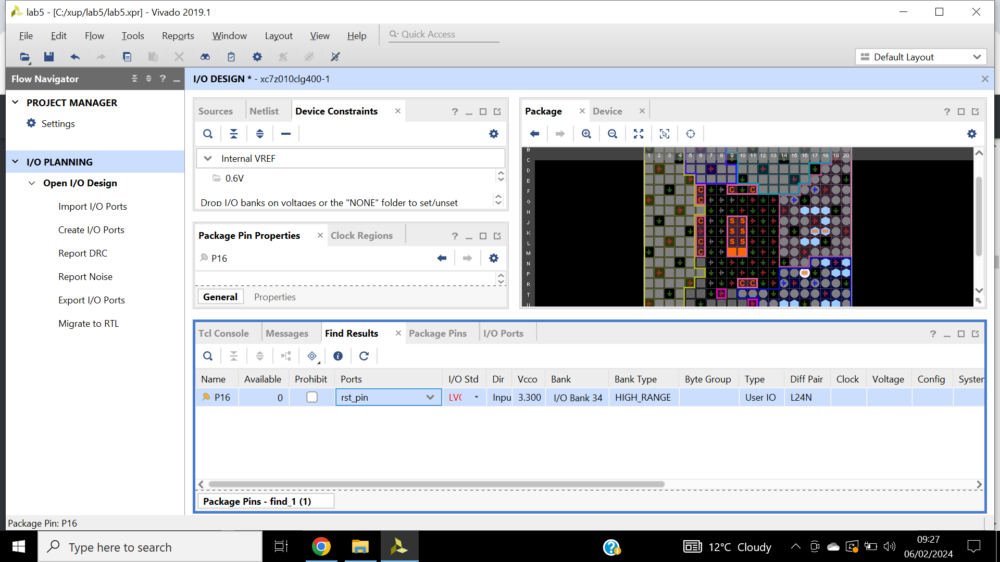 lab5 - [C:/xup/lab5/lab5.xpr] - Vivado 2019.1
File Edit Flow Tools Reports Window Layout View Help Quick Access
Default Layout
Flow Navigator ? I/O DESIGN * - xc7z010clg400-1
PROJECT MANAGER
Settings
I/O PLANNING
Open I/O Design
Import I/O Ports
Create I/O Ports
Report DRC
Report Noise
Export I/O Ports
Migrate to RTL
Sources Netlist Device Constraints ?
Internal VREF
0.6V
Drop I/O banks on voltages or the "NONE" folder to set/unset
Package Pin Properties Clock Regions ?
P16
General Properties
Package Device ?
1 2 3 4 5 6 7 8 9 10 11 12 13 14 15 16 17 18 19 20
B
C
D
E
F C C C
G C
H
J C S S
K S S
L C S S
M C
N
P
R C C
T
U
Tcl Console Messages Find Results Package Pins I/O Ports ?
Name Available Prohibit Ports I/O Std Dir Vcco Bank Bank Type Byte Group Type Diff Pair Clock Voltage Config System
P16 0 rst_pin LVC Inpu 3.300 I/O Bank 34 HIGH_RANGE User IO L24N
Package Pins - find_1 (1)
Package Pin: P16
Type here to search
12°C Cloudy
09:27
06/02/2024